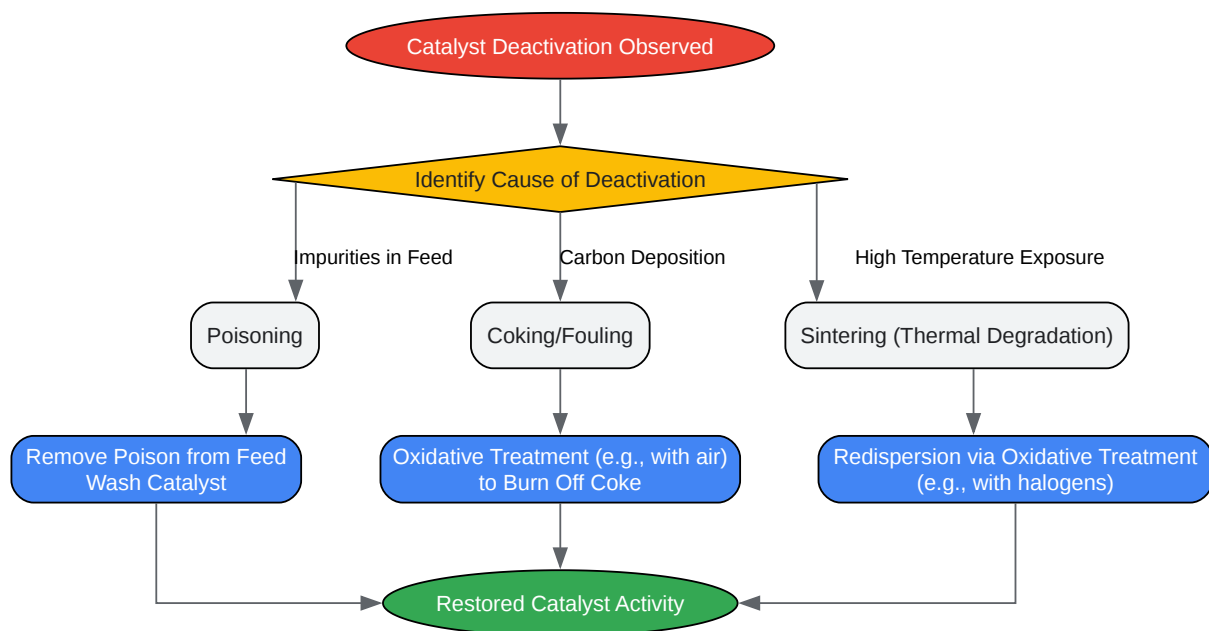 Catalyst Deactivation Observed
Identify Cause of Deactivation
Impurities in Feed
Carbon Deposition
High Temperature Exposure
Poisoning
Coking/Fouling
Sintering (Thermal Degradation)
Remove Poison from Feed
Wash Catalyst
Oxidative Treatment (e.g., with air)
to Burn Off Coke
Redispersion via Oxidative Treatment
(e.g., with halogens)
Restored Catalyst Activity